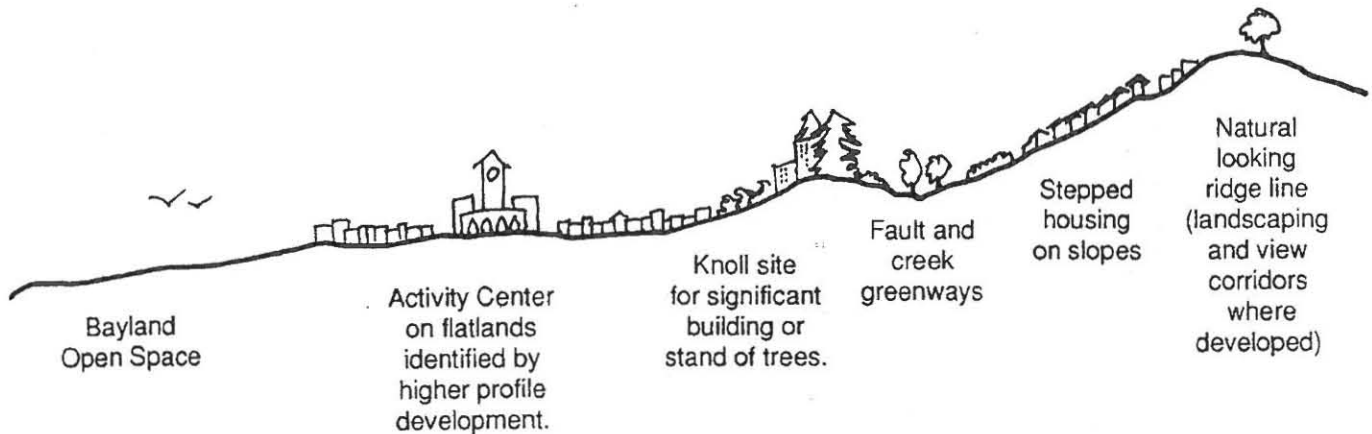 Bayland
Open Space
Activity Center
on flatlands
identified by
higher profile
development.
Knoll site
for significant
building or
stand of trees.
Fault and
creek
greenways
Stepped
housing
on slopes
Natural
looking
ridge line
(landscaping
and view
corridors
where
developed)